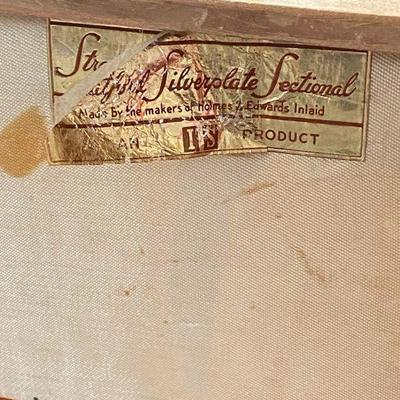 Silverplate Sectional
Made by the makers of Holmes & Edwards Inlaid
AN IS PRODUCT